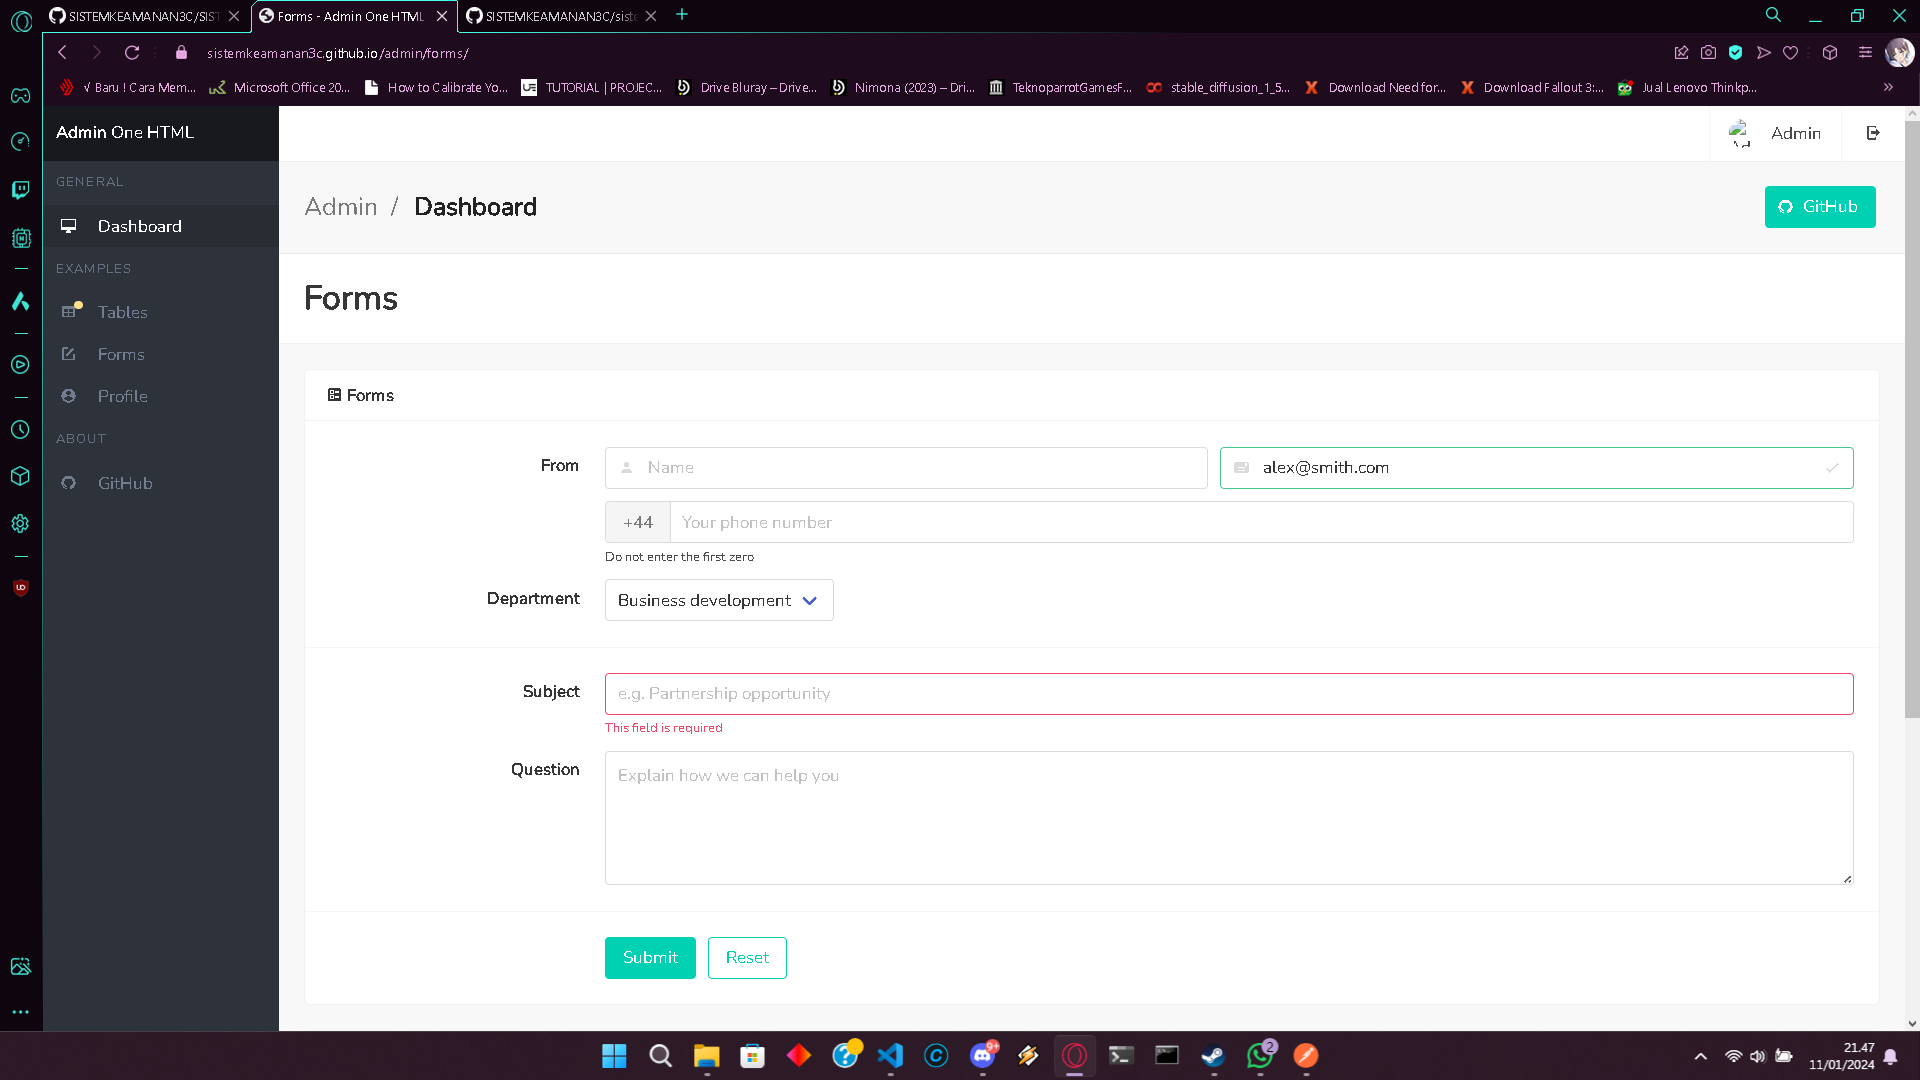 SISTEMKEAMANAN3C/SIST
Forms - Admin One HTML
SISTEMKEAMANAN3C/siste
sistemkeamanan3c.github.io/admin/forms/
√ Baru ! Cara Mem...
Microsoft Office 20...
How to Calibrate Yo...
TUTORIAL | PROJEC...
Drive Bluray – Drive...
Nimona (2023) – Dri...
TeknoparrotGamesF...
stable_diffusion_1_5...
Download Need for...
Download Fallout 3:...
Jual Lenovo Thinkp...
Admin One HTML
Admin
GENERAL
Dashboard
EXAMPLES
Tables
Forms
Profile
ABOUT
GitHub
Admin / Dashboard
GitHub
Forms
Forms
From
Name
alex@smith.com
+44
Your phone number
Do not enter the first zero
Department
Business development
Subject
e.g. Partnership opportunity
This field is required
Question
Explain how we can help you
Submit
Reset
9+
2
21.47
11/01/2024